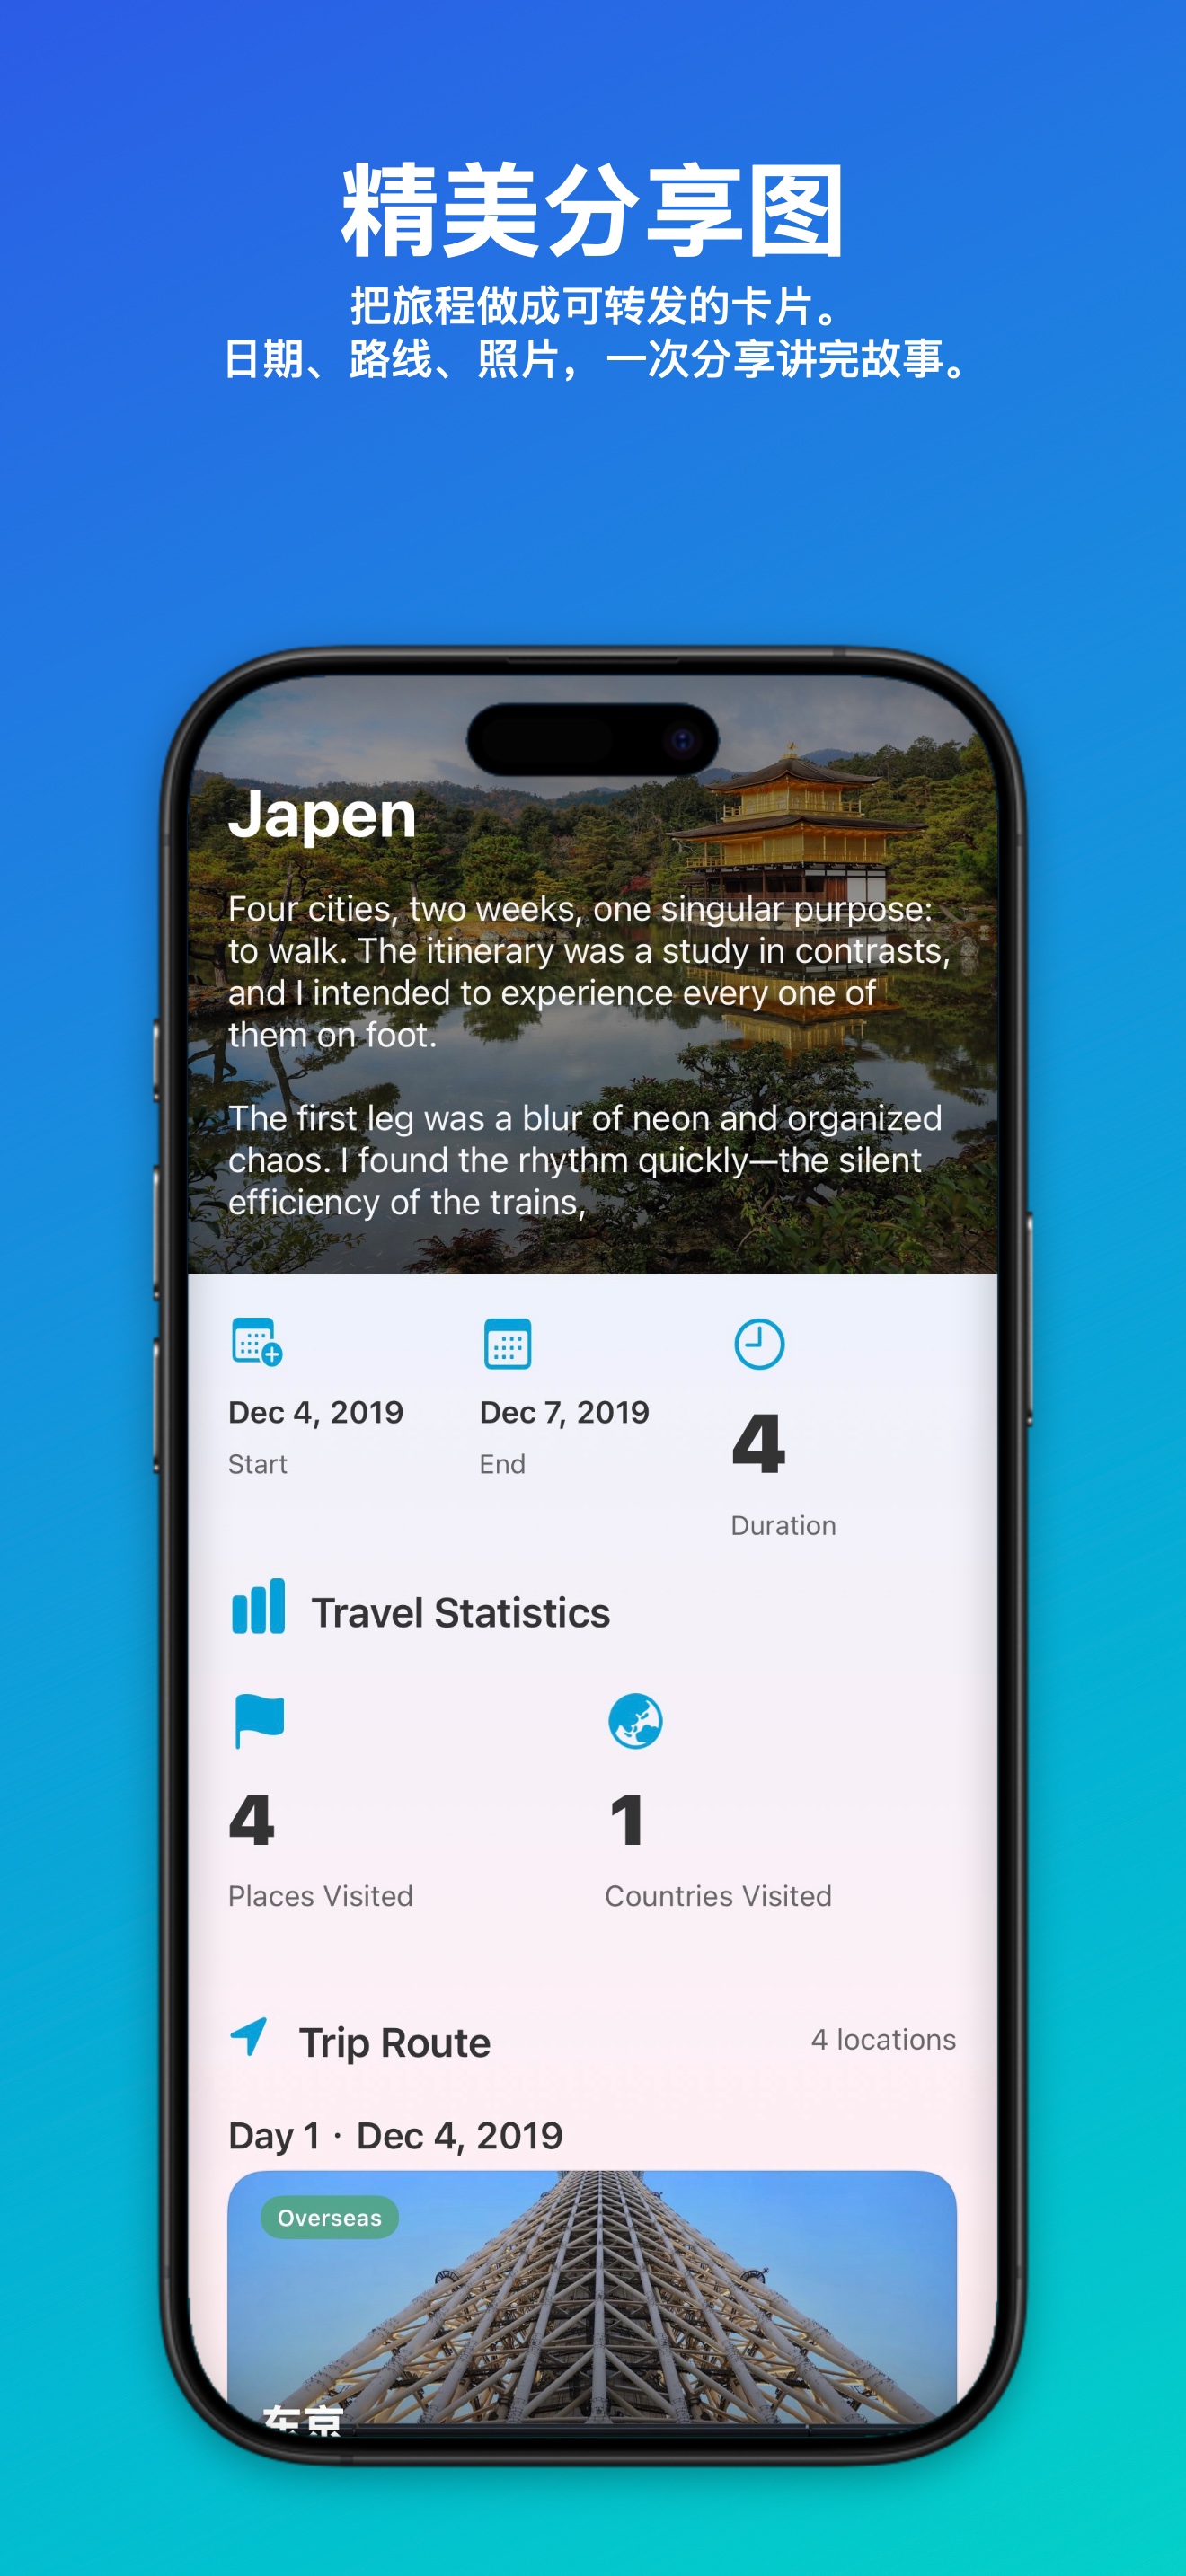 精美分享图
把旅程做成可转发的卡片。
日期、路线、照片，一次分享讲完故事。
Japen
Four cities, two weeks, one singular purpose:
to walk. The itinerary was a study in contrasts,
and I intended to experience every one of
them on foot.
The first leg was a blur of neon and organized
chaos. I found the rhythm quickly—the silent
efficiency of the trains,
Dec 4, 2019
Start
Dec 7, 2019
End
4
Duration
Travel Statistics
4
Places Visited
1
Countries Visited
Trip Route
4 locations
Day 1 · Dec 4, 2019
Overseas
东京